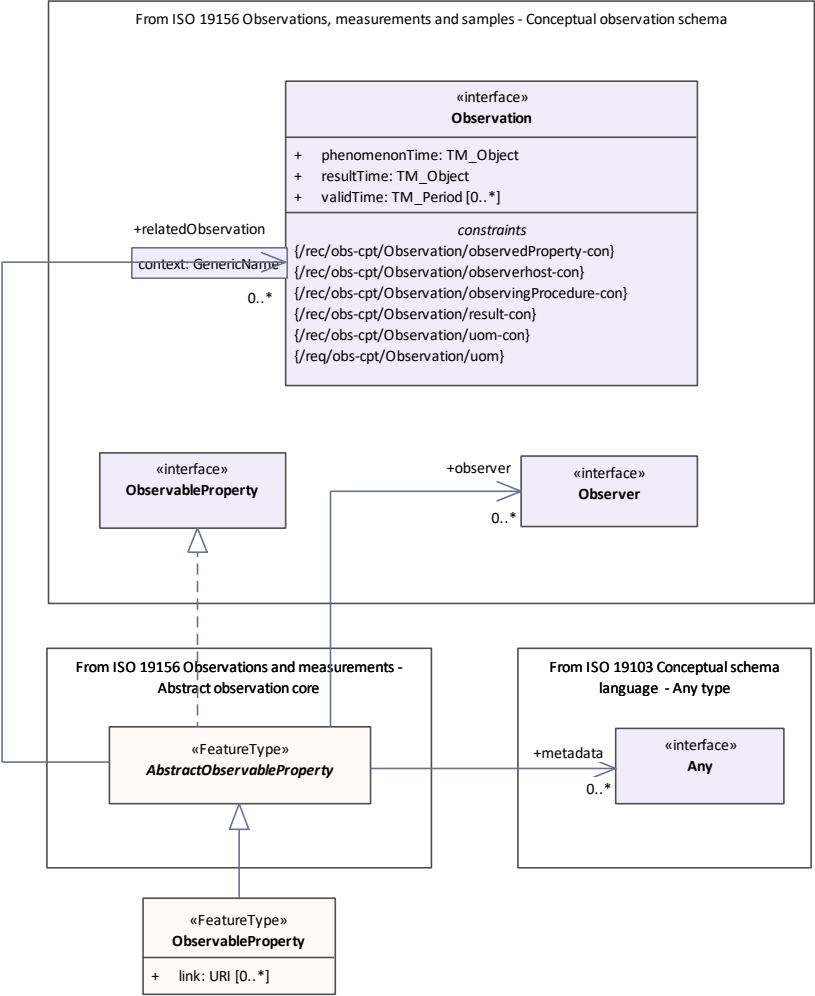 From ISO 19156 Observations, measurements and samples - Conceptual observation schema
«interface»
Observation
+ phenomenonTime: TM_Object
+ resultTime: TM_Object
+ validTime: TM_Period [0..*]
constraints
{/rec/obs-cpt/Observation/observedProperty-con}
{/rec/obs-cpt/Observation/observerhost-con}
{/rec/obs-cpt/Observation/observingProcedure-con}
{/rec/obs-cpt/Observation/result-con}
{/rec/obs-cpt/Observation/uom-con}
{/req/obs-cpt/Observation/uom}
+relatedObservation
context: GenericName
0..*
«interface»
ObservableProperty
+observer
0..*
«interface»
Observer
From ISO 19156 Observations and measurements -
Abstract observation core
«FeatureType»
AbstractObservableProperty
From ISO 19103 Conceptual schema
language - Any type
+metadata
0..*
«interface»
Any
«FeatureType»
ObservableProperty
+ link: URI [0..*]